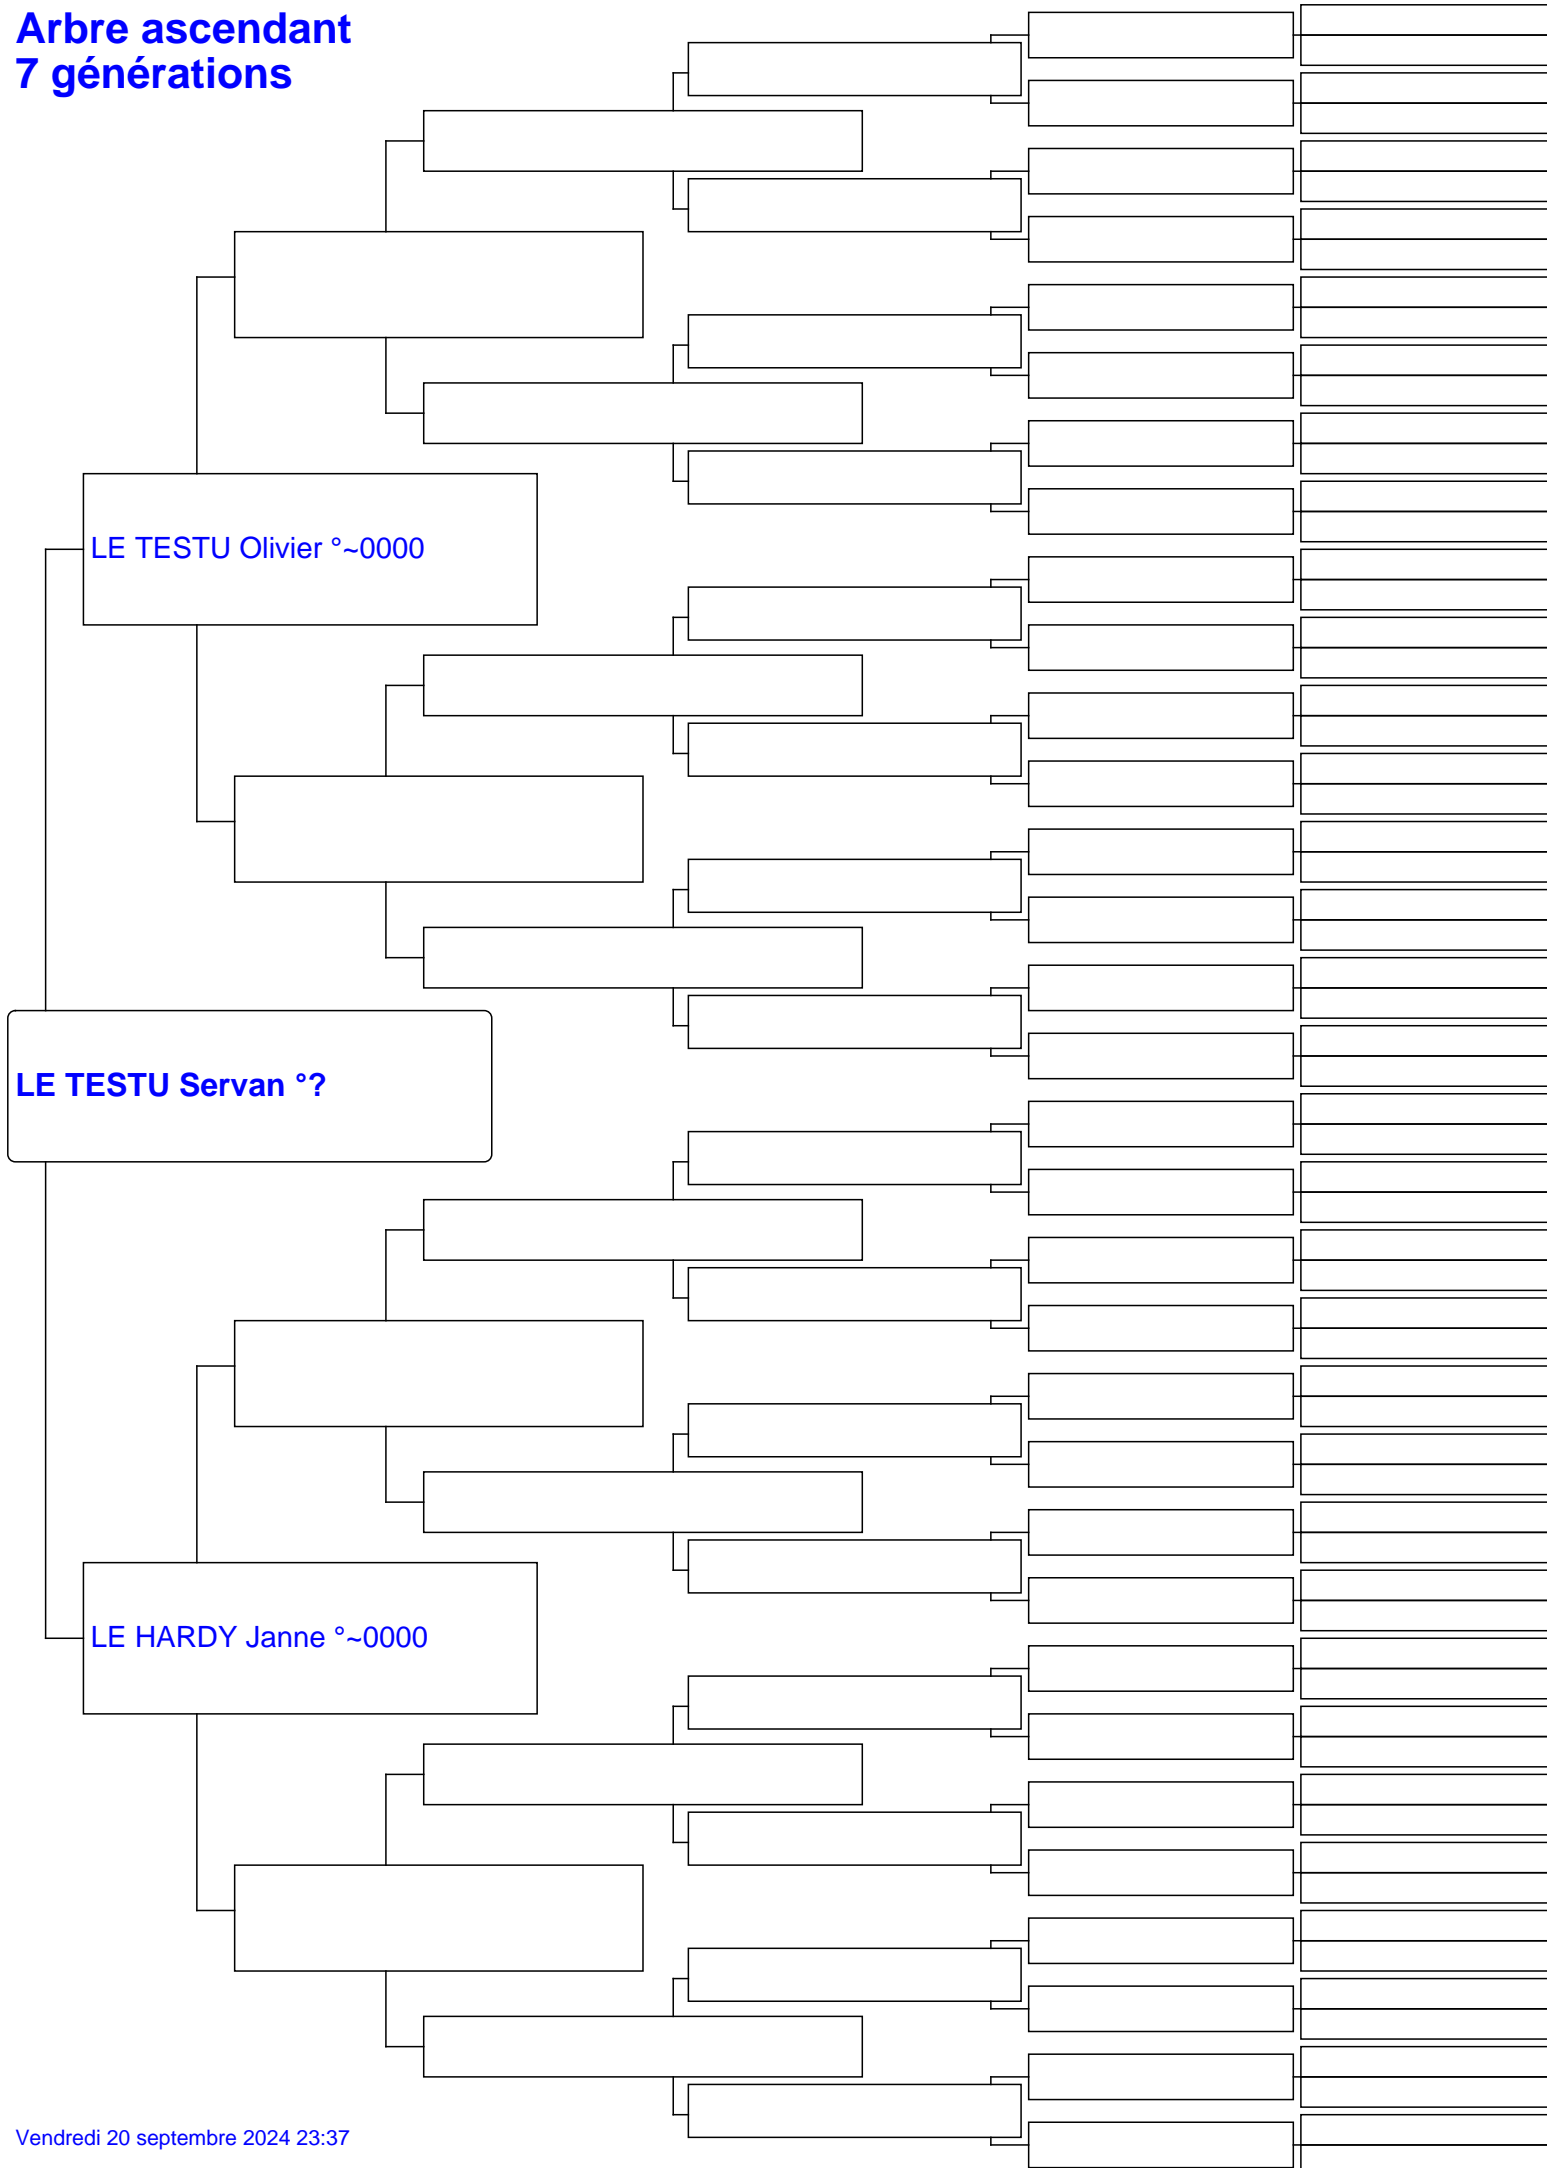 Arbre ascendant
7 générations
LE TESTU Olivier °~0000
LE TESTU Servan °?
LE HARDY Janne °~0000
Vendredi 20 septembre 2024 23:37